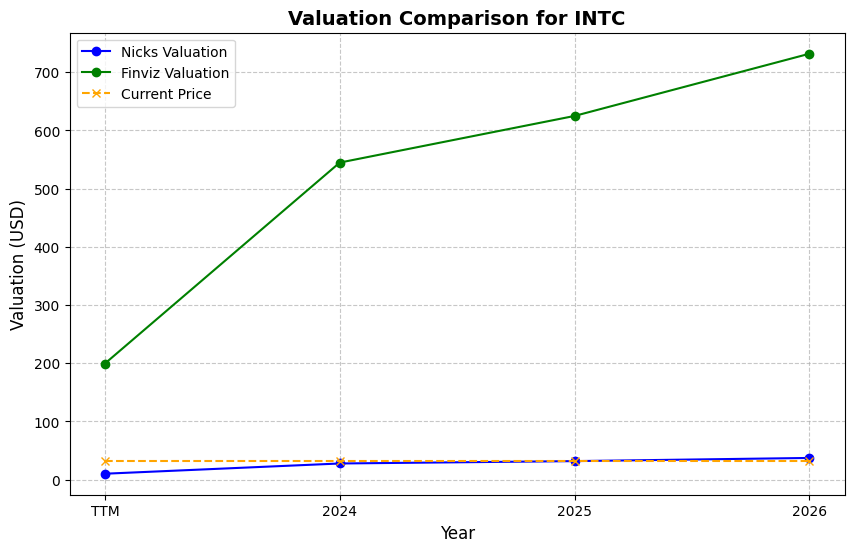 Valuation Comparison for INTC
Nicks Valuation
Finviz Valuation
Current Price
Valuation (USD)
700
600
500
400
300
200
100
0
TTM 2024 2025 2026
Year